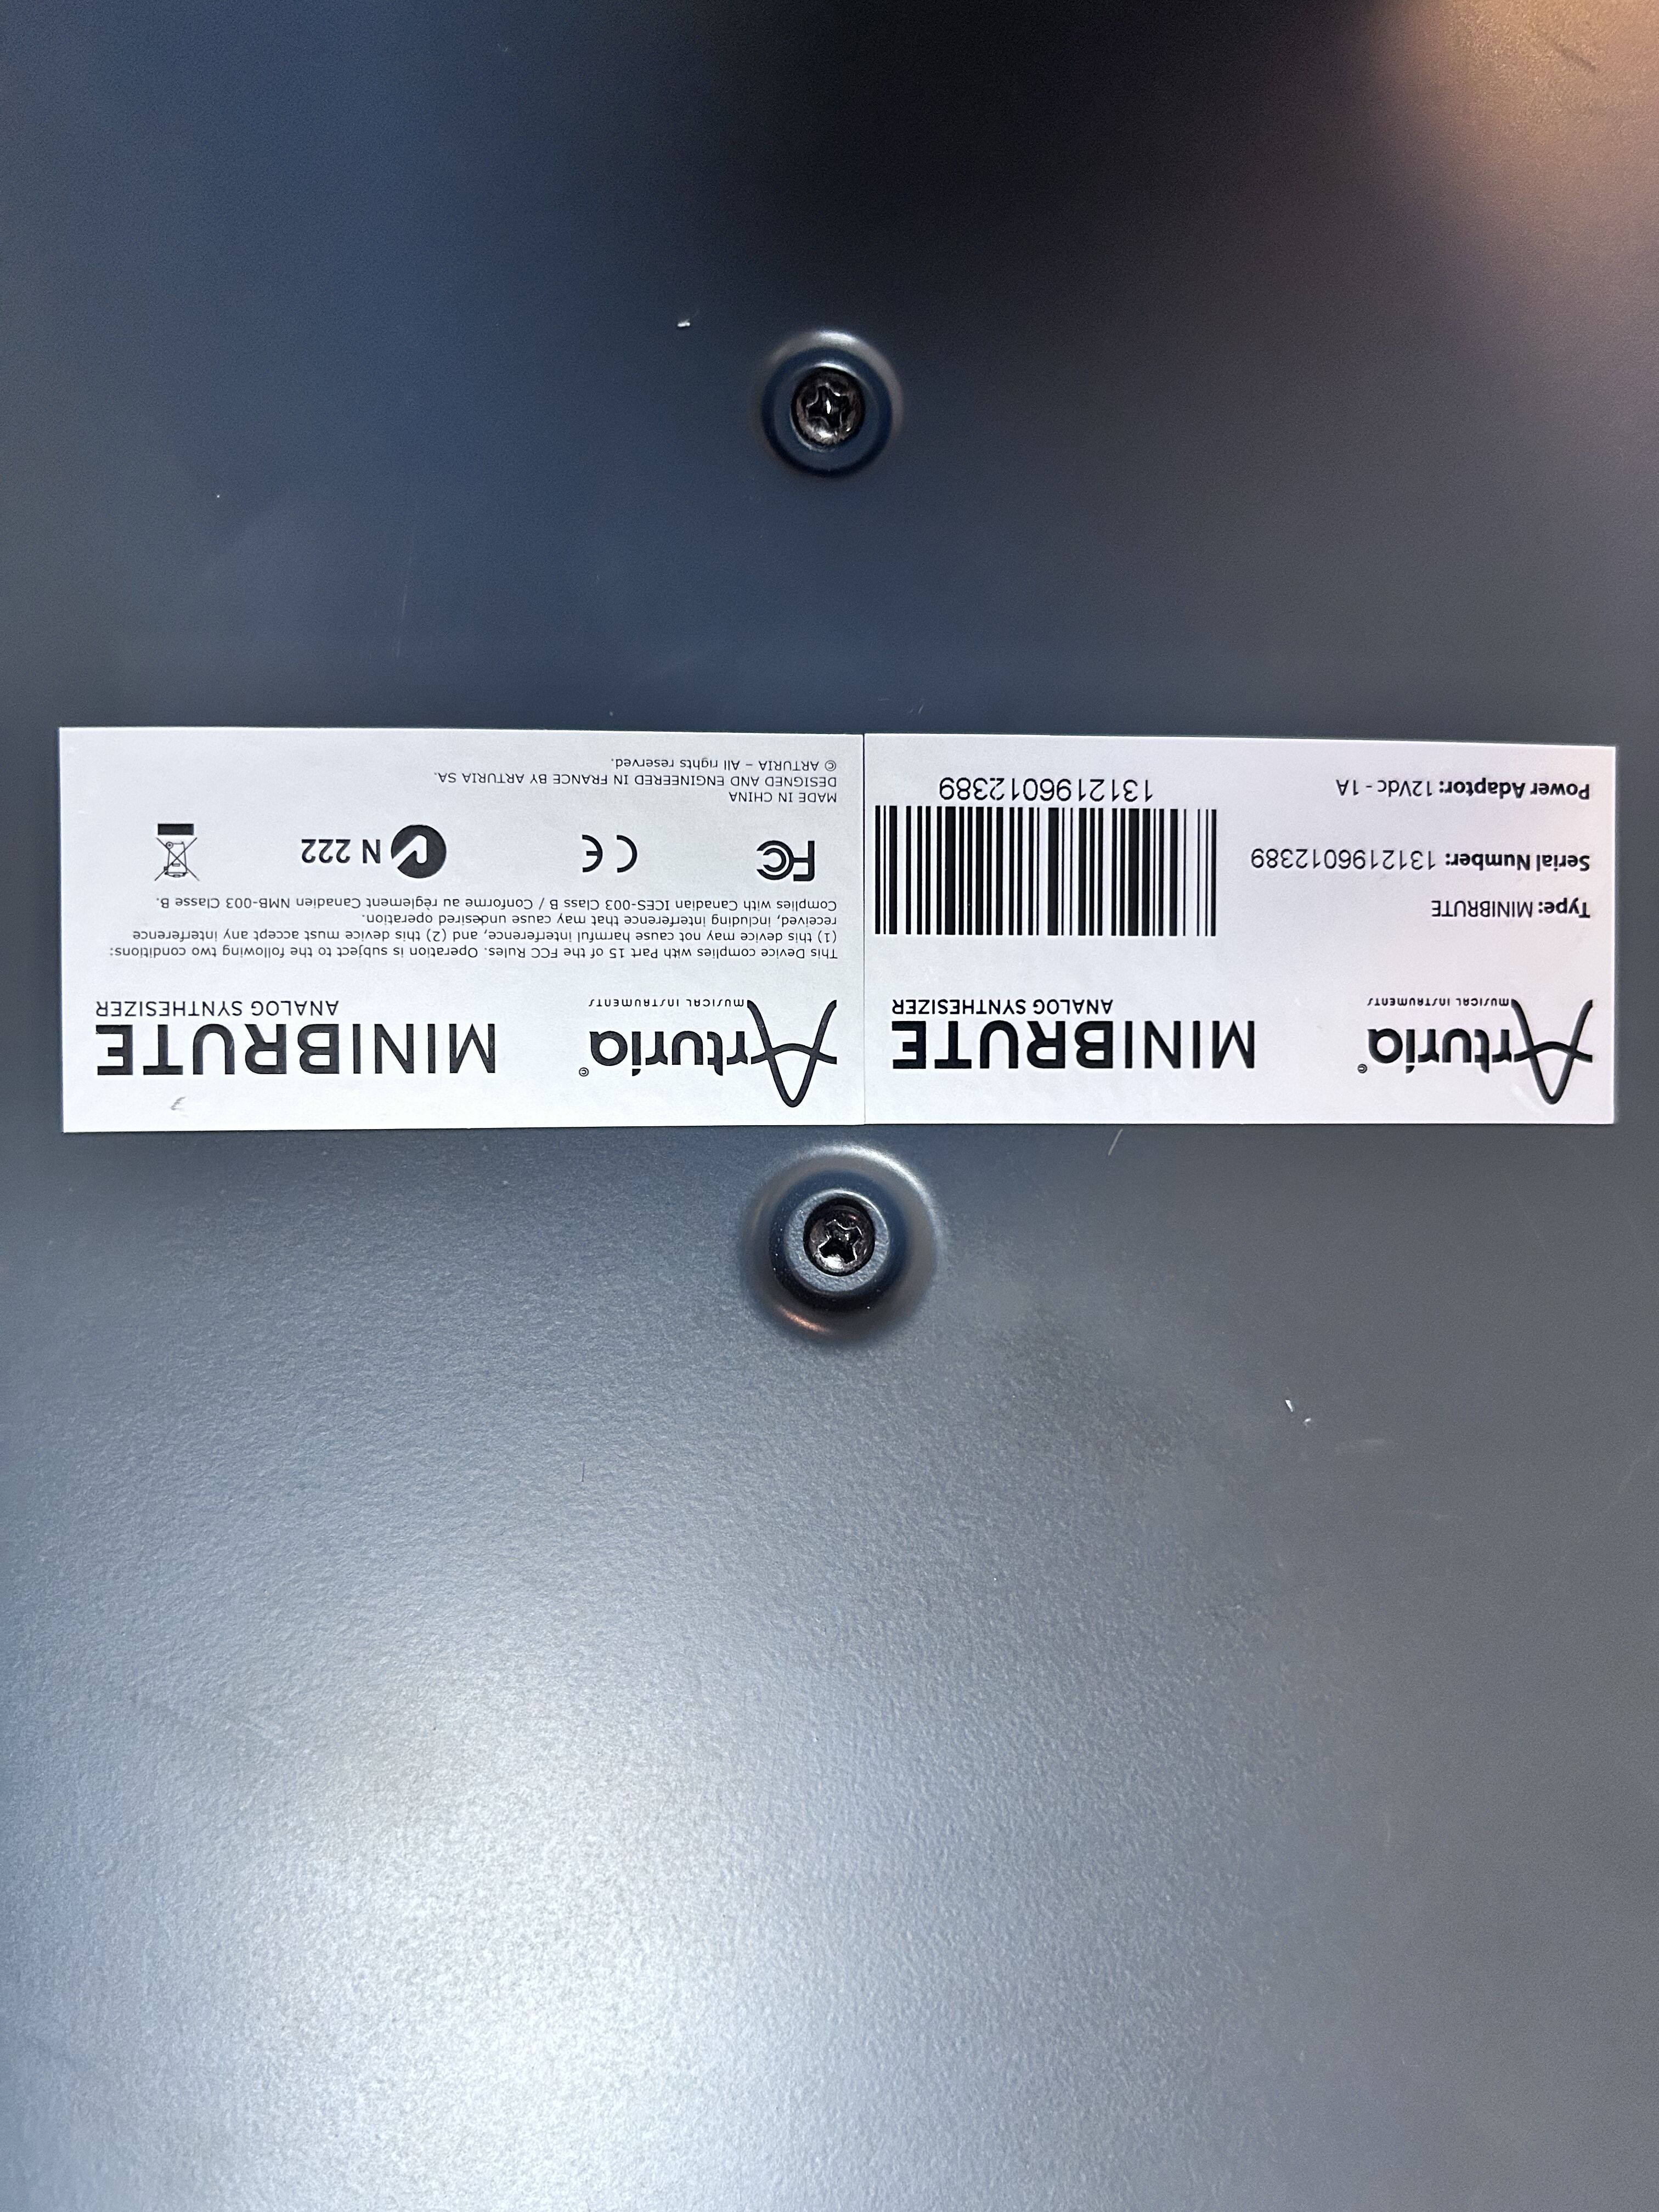 Arturia©
MUSICAL INSTRUMENTS
MINIBRUTE
ANALOG SYNTHESIZER
Type: MINIBRUTE
Serial Number: 1312196012389
Power Adaptor: 12Vdc - 1A
1312196012389
Arturia©
MUSICAL INSTRUMENTS
MINIBRUTE
ANALOG SYNTHESIZER
This Device complies with Part 15 of the FCC Rules. Operation is subject to the following two conditions:
(1) this device may not cause harmful interference, and (2) this device must accept any interference
received, including interference that may cause undesired operation.
Complies with Canadian ICES-003 Class B / Conforme au règlement Canadien NMB-003 Classe B.
FC CE N 222
MADE IN CHINA
DESIGNED AND ENGINEERED IN FRANCE BY ARTURIA SA.
© ARTURIA – All rights reserved.